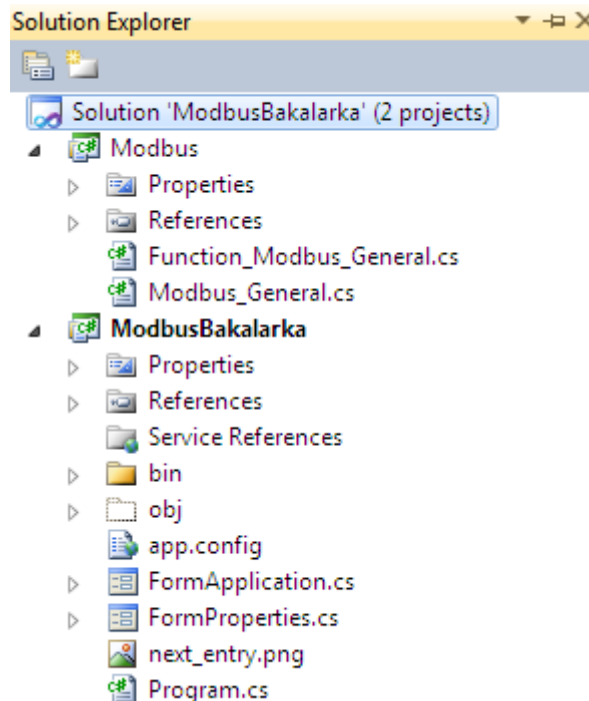 Solution Explorer
Solution 'ModbusBakalarka' (2 projects)
Modbus
Properties
References
Function_Modbus_General.cs
Modbus_General.cs
ModbusBakalarka
Properties
References
Service References
bin
obj
app.config
FormApplication.cs
FormProperties.cs
next_entry.png
Program.cs